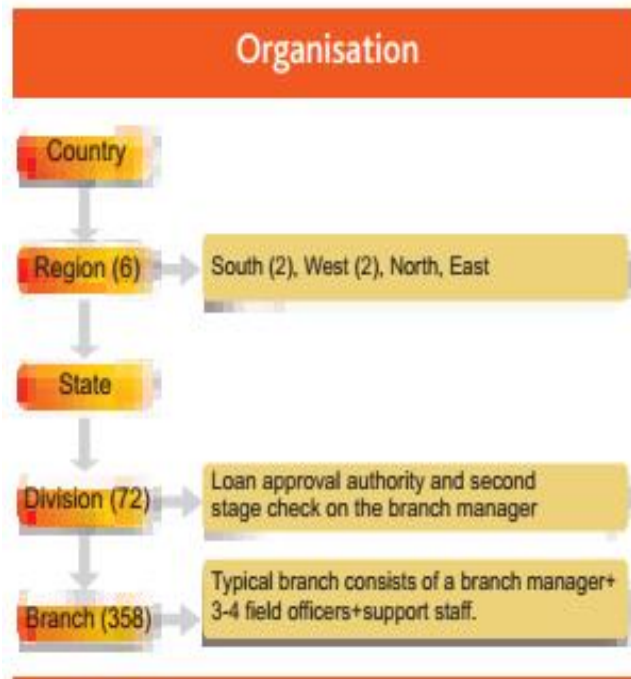 Organisation
Country
Region (6)
South (2), West (2), North, East
State
Division (72)
Loan approval authority and second
stage check on the branch manager
Branch (358)
Typical branch consists of a branch manager+
3-4 field officers+support staff.